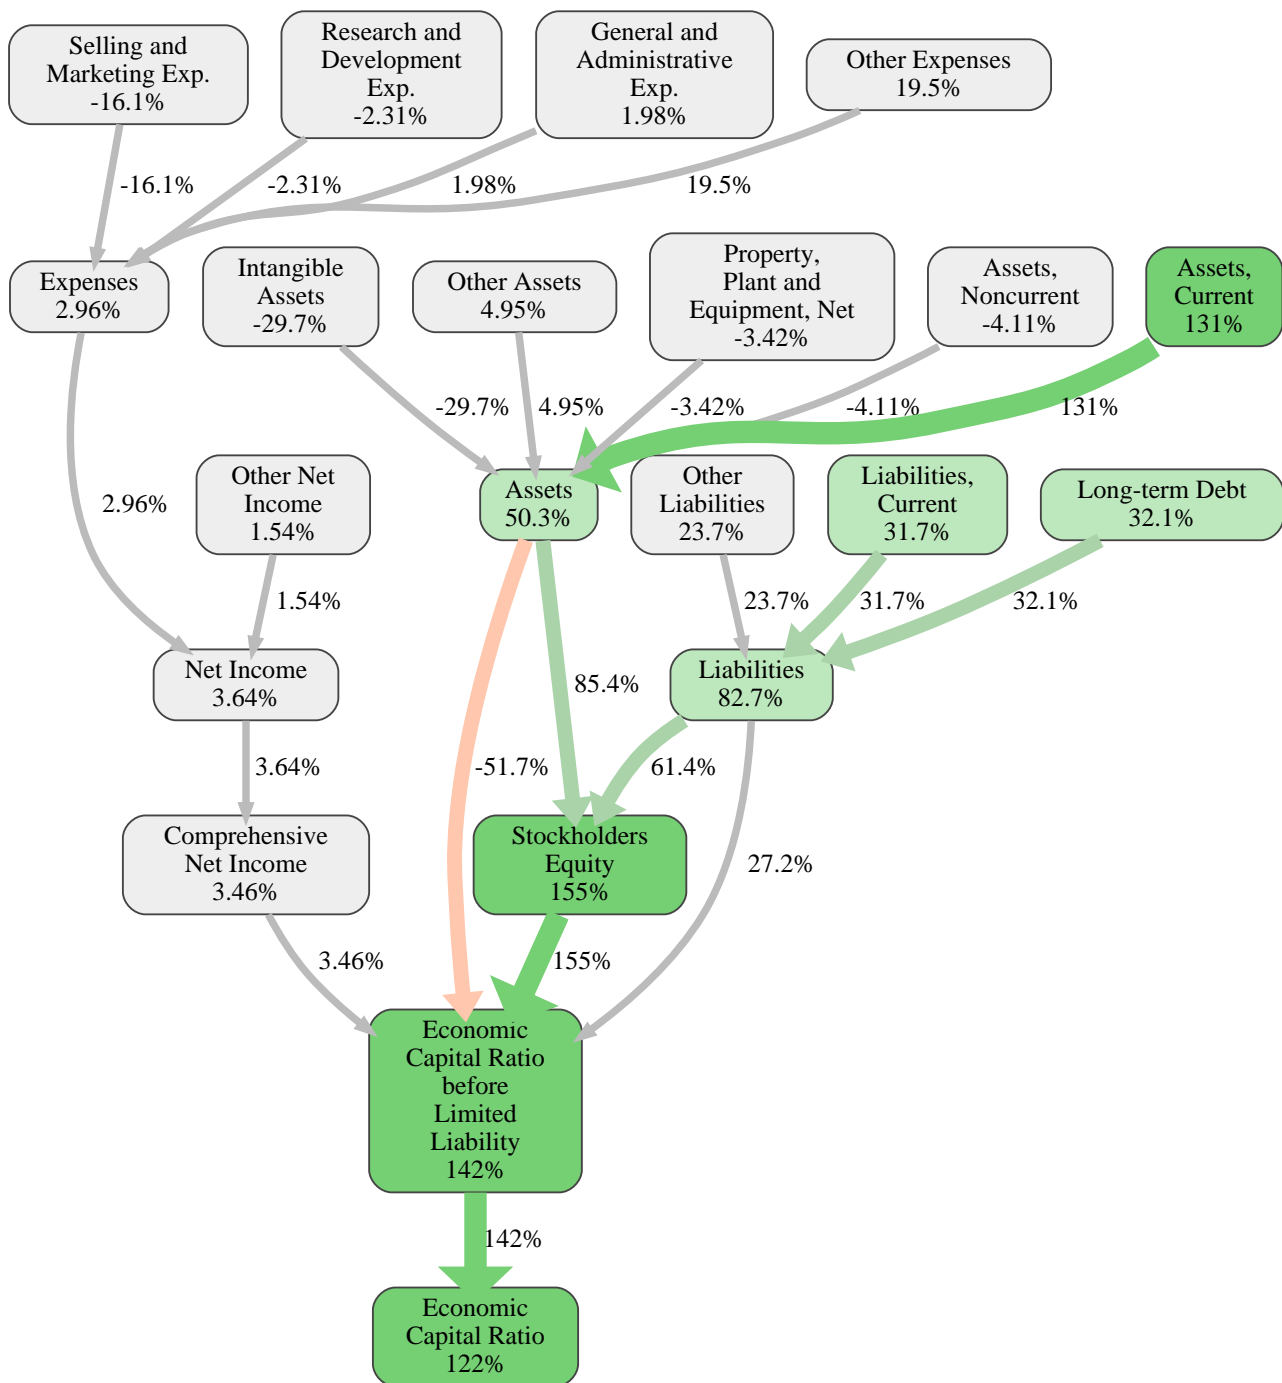 Selling and
Marketing Exp.
-16.1%
Research and
Development
Exp.
-2.31%
General and
Administrative
Exp.
1.98%
Other Expenses
19.5%
-16.1%
-2.31%
1.98%
19.5%
Expenses
2.96%
Intangible
Assets
-29.7%
Other Assets
4.95%
Property,
Plant and
Equipment, Net
-3.42%
Assets,
Noncurrent
-4.11%
Assets,
Current
131%
-29.7%
4.95%
-3.42%
-4.11%
131%
2.96%
Other Net
Income
1.54%
Assets
50.3%
Other
Liabilities
23.7%
Liabilities,
Current
31.7%
Long-term Debt
32.1%
1.54%
23.7%
31.7%
32.1%
Net Income
3.64%
85.4%
Liabilities
82.7%
3.64%
-51.7%
61.4%
Comprehensive
Net Income
3.46%
Stockholders
Equity
155%
27.2%
3.46%
155%
Economic
Capital Ratio
before
Limited
Liability
142%
142%
Economic
Capital Ratio
122%